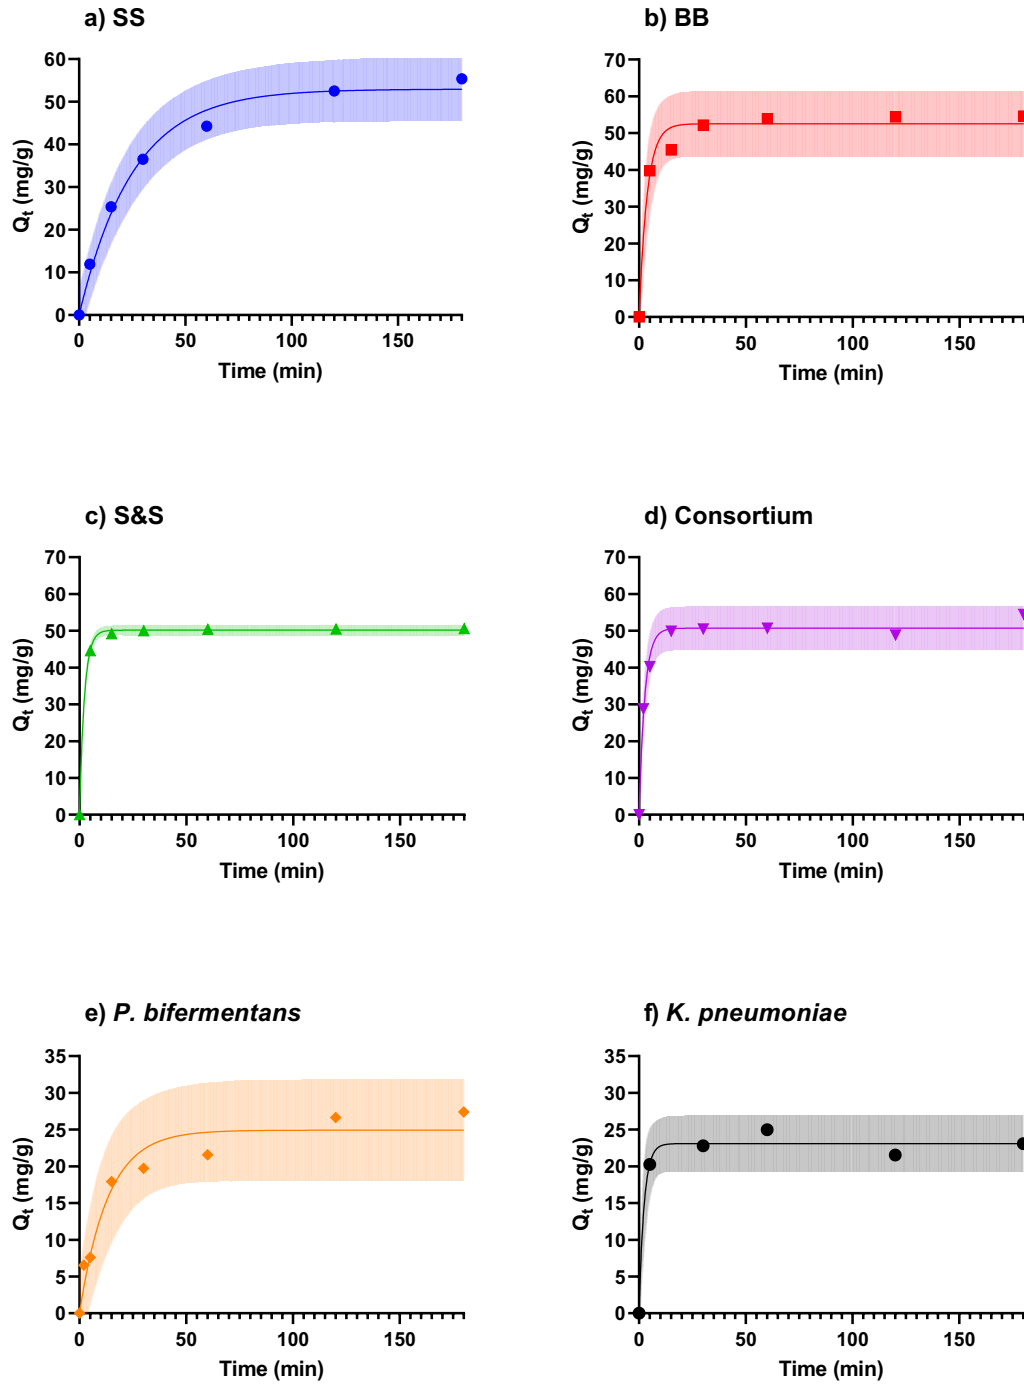 a) SS
60
50
40
30
20
10
0
Qt (mg/g)
0 50 100 150
Time (min)
b) BB
70
60
50
40
30
20
10
0
Qt (mg/g)
0 50 100 150
Time (min)
c) S&S
70
60
50
40
30
20
10
0
Qt (mg/g)
0 50 100 150
Time (min)
d) Consortium
70
60
50
40
30
20
10
0
Qt (mg/g)
0 50 100 150
Time (min)
e) P. bifermentans
35
30
25
20
15
10
5
0
Qt (mg/g)
0 50 100 150
Time (min)
f) K. pneumoniae
35
30
25
20
15
10
5
0
Qt (mg/g)
0 50 100 150
Time (min)